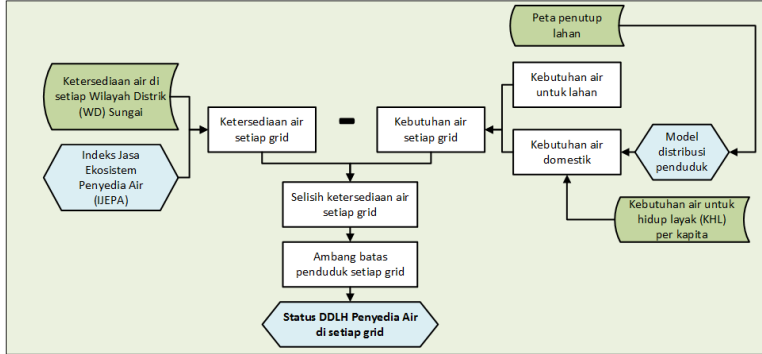 Peta penutup
lahan
Ketersediaan air di
setiap Wilayah Distrik
(WD) Sungai
Kebutuhan air
untuk lahan
Ketersediaan air
setiap grid
-
Kebutuhan air
setiap grid
Indeks Jasa
Ekosistem
Penyedia Air
(IJEPA)
Kebutuhan air
domestik
Model
distribusi
penduduk
Selisih ketersediaan air
setiap grid
Kebutuhan air untuk
hidup layak (KHL)
per kapita
Ambang batas
penduduk setiap grid
Status DDLH Penyedia Air
di setiap grid